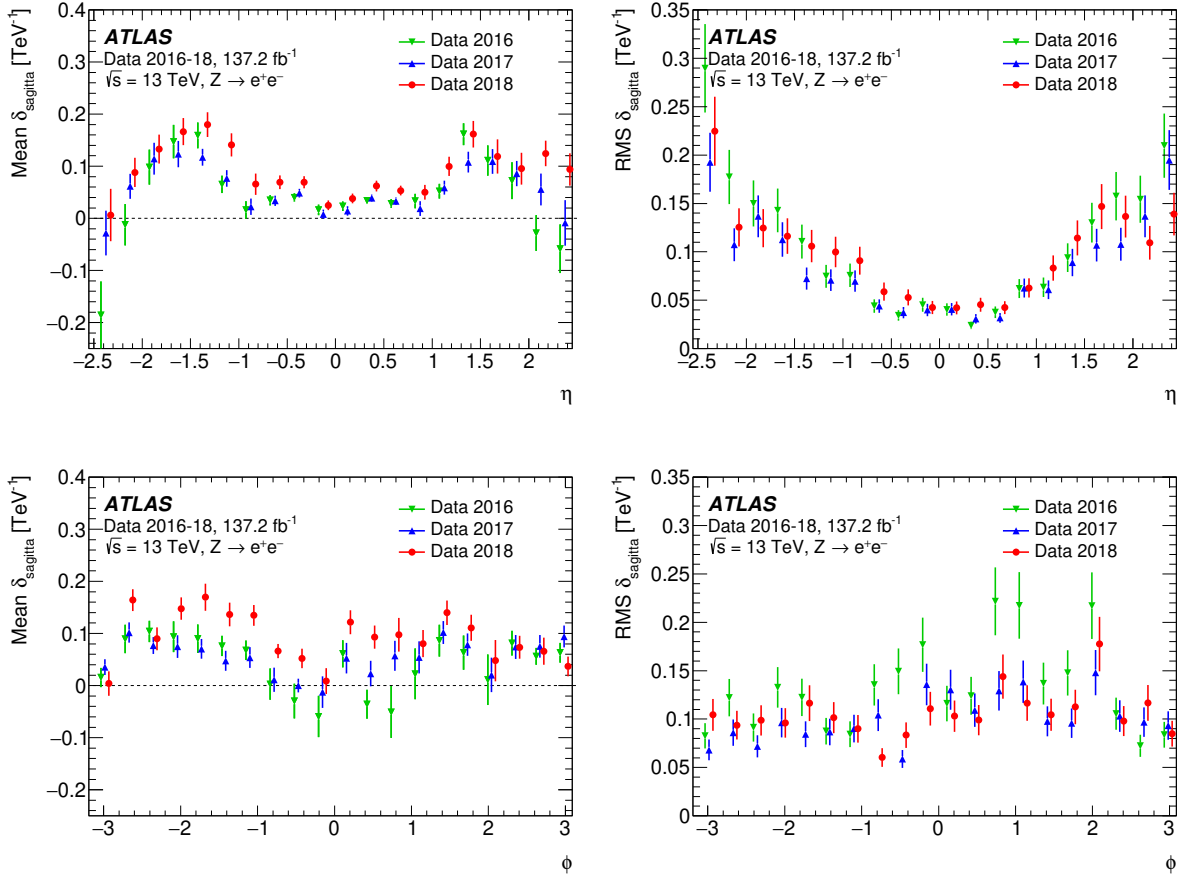 Mean δsagitta [TeV⁻¹]
0.4
0.3
0.2
0.1
0
−0.1
−0.2
ATLAS
Data 2016-18, 137.2 fb⁻¹
√s = 13 TeV, Z → e⁺e⁻
Data 2016
Data 2017
Data 2018
−2.5 −2 −1.5 −1 −0.5 0 0.5 1 1.5 2
η
RMS δsagitta [TeV⁻¹]
0.35
0.3
0.25
0.2
0.15
0.1
0.05
0
ATLAS
Data 2016-18, 137.2 fb⁻¹
√s = 13 TeV, Z → e⁺e⁻
Data 2016
Data 2017
Data 2018
−2.5 −2 −1.5 −1 −0.5 0 0.5 1 1.5 2
η
Mean δsagitta [TeV⁻¹]
0.4
0.3
0.2
0.1
0
−0.1
−0.2
ATLAS
Data 2016-18, 137.2 fb⁻¹
√s = 13 TeV, Z → e⁺e⁻
Data 2016
Data 2017
Data 2018
−3 −2 −1 0 1 2 3
ϕ
RMS δsagitta [TeV⁻¹]
0.35
0.3
0.25
0.2
0.15
0.1
0.05
0
ATLAS
Data 2016-18, 137.2 fb⁻¹
√s = 13 TeV, Z → e⁺e⁻
Data 2016
Data 2017
Data 2018
−3 −2 −1 0 1 2 3
ϕ